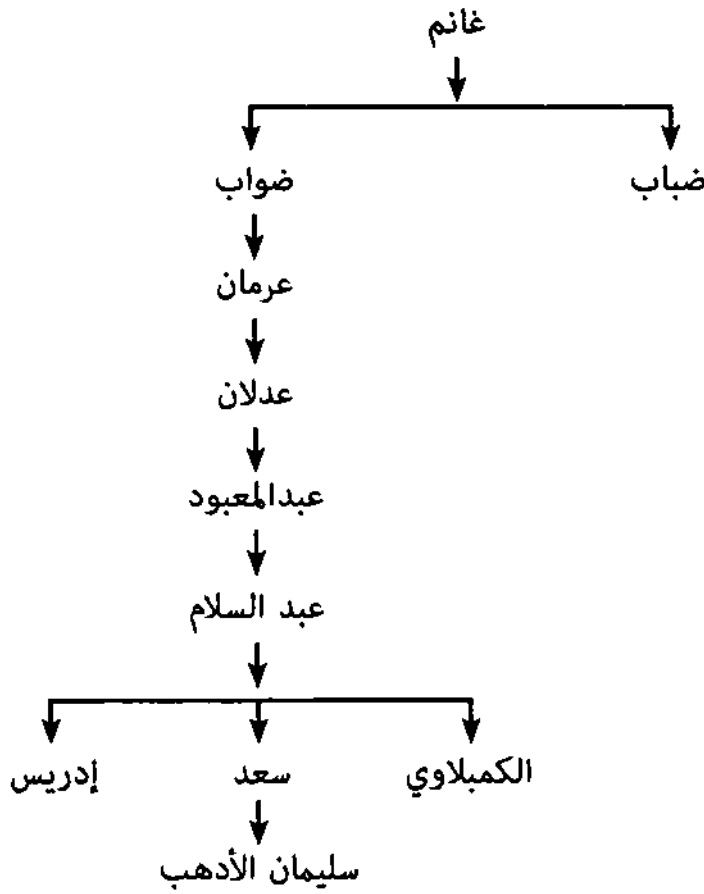 غانم
ضباب ضواب
عرمان
عدلان
عبدالمعبود
عبد السلام
الكمبلاوي سعد إدريس
سليمان الأدهب